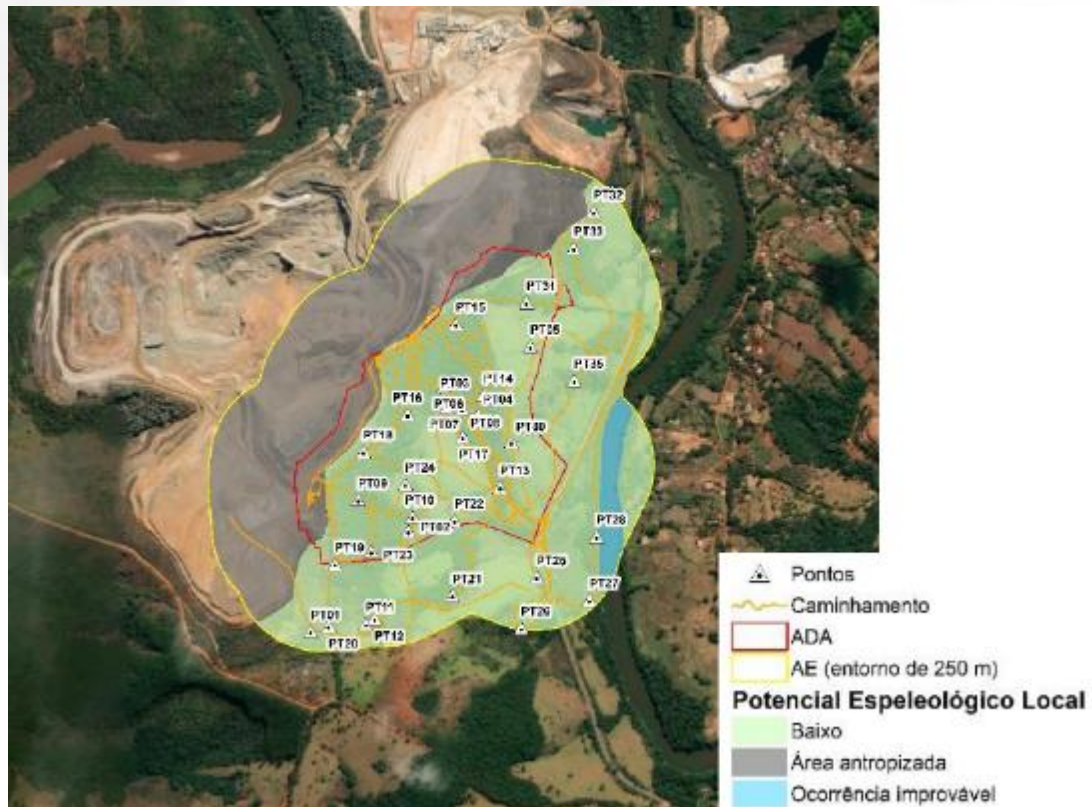 PT32
PT33
PT31
PT15
PT05
PT35
PT03
PT14
PT16
PT06
PT04
PT07
PT08
PT30
PT18
PT17
PT24
PT13
PT09
PT10
PT22
PT02
PT28
PT19
PT23
PT25
PT21
PT27
PT01
PT11
PT26
PT20
PT12
Pontos
Caminhamento
ADA
AE (entorno de 250 m)
Potencial Espeleológico Local
Baixo
Área antropizada
Ocorrência improvável